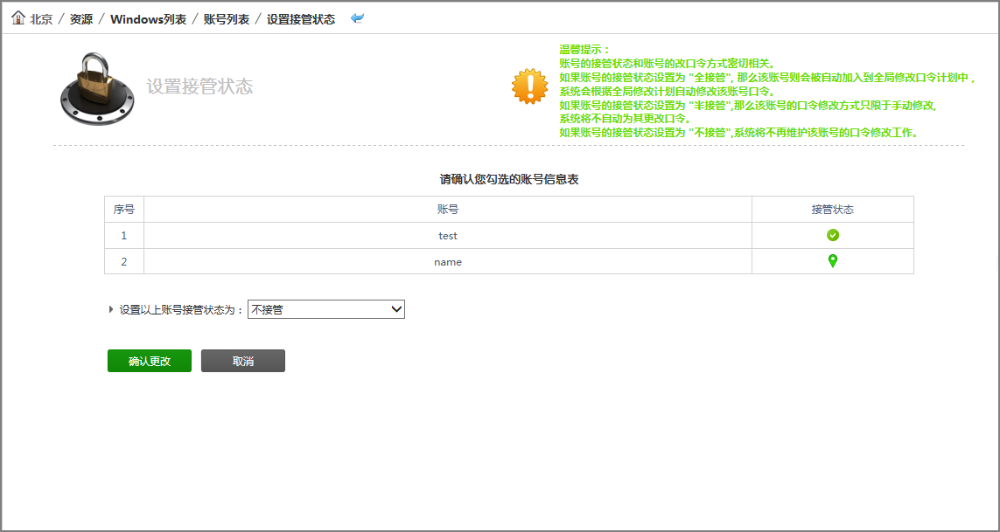 北京 / 资源 / Windows列表 / 账号列表 / 设置接管状态
设置接管状态
温馨提示：
账号的接管状态和账号的改口令方式密切相关。
如果账号的接管状态设置为 "全接管", 那么该账号则会被自动加入到全局修改口令计划中，
系统会根据全局修改计划自动修改该账号口令。
如果账号的接管状态设置为 "半接管",那么该账号的口令修改方式只限于手动修改,
系统将不自动为其更改口令。
如果账号的接管状态设置为 "不接管",系统将不再维护该账号的口令修改工作。
请确认您勾选的账号信息表
序号 账号 接管状态
1 test
2 name
设置以上账号接管状态为： 不接管
确认更改 取消